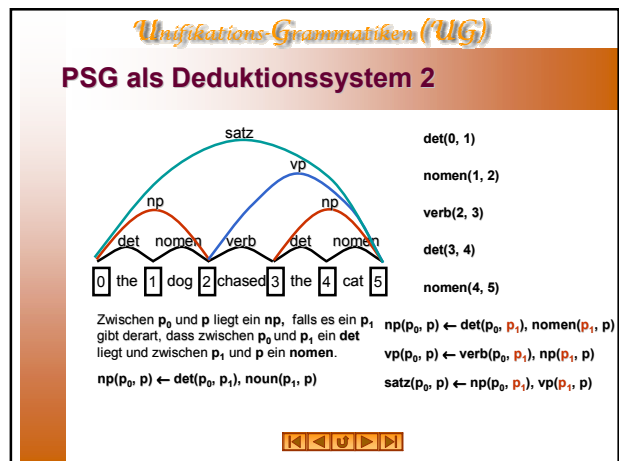 Unifikations-Grammatiken (UG)
PSG als Deduktionssystem 2
satz
vp
np
np
det
nomen
verb
det
nomen
0 the 1 dog 2 chased 3 the 4 cat 5
det(0, 1)
nomen(1, 2)
verb(2, 3)
det(3, 4)
nomen(4, 5)
Zwischen p₀ und p liegt ein np, falls es ein p₁
gibt derart, dass zwischen p₀ und p₁ ein det
liegt und zwischen p₁ und p ein nomen.
np(p₀, p) ← det(p₀, p₁), noun(p₁, p)
np(p₀, p) ← det(p₀, p₁), nomen(p₁, p)
vp(p₀, p) ← verb(p₀, p₁), np(p₁, p)
satz(p₀, p) ← np(p₀, p₁), vp(p₁, p)